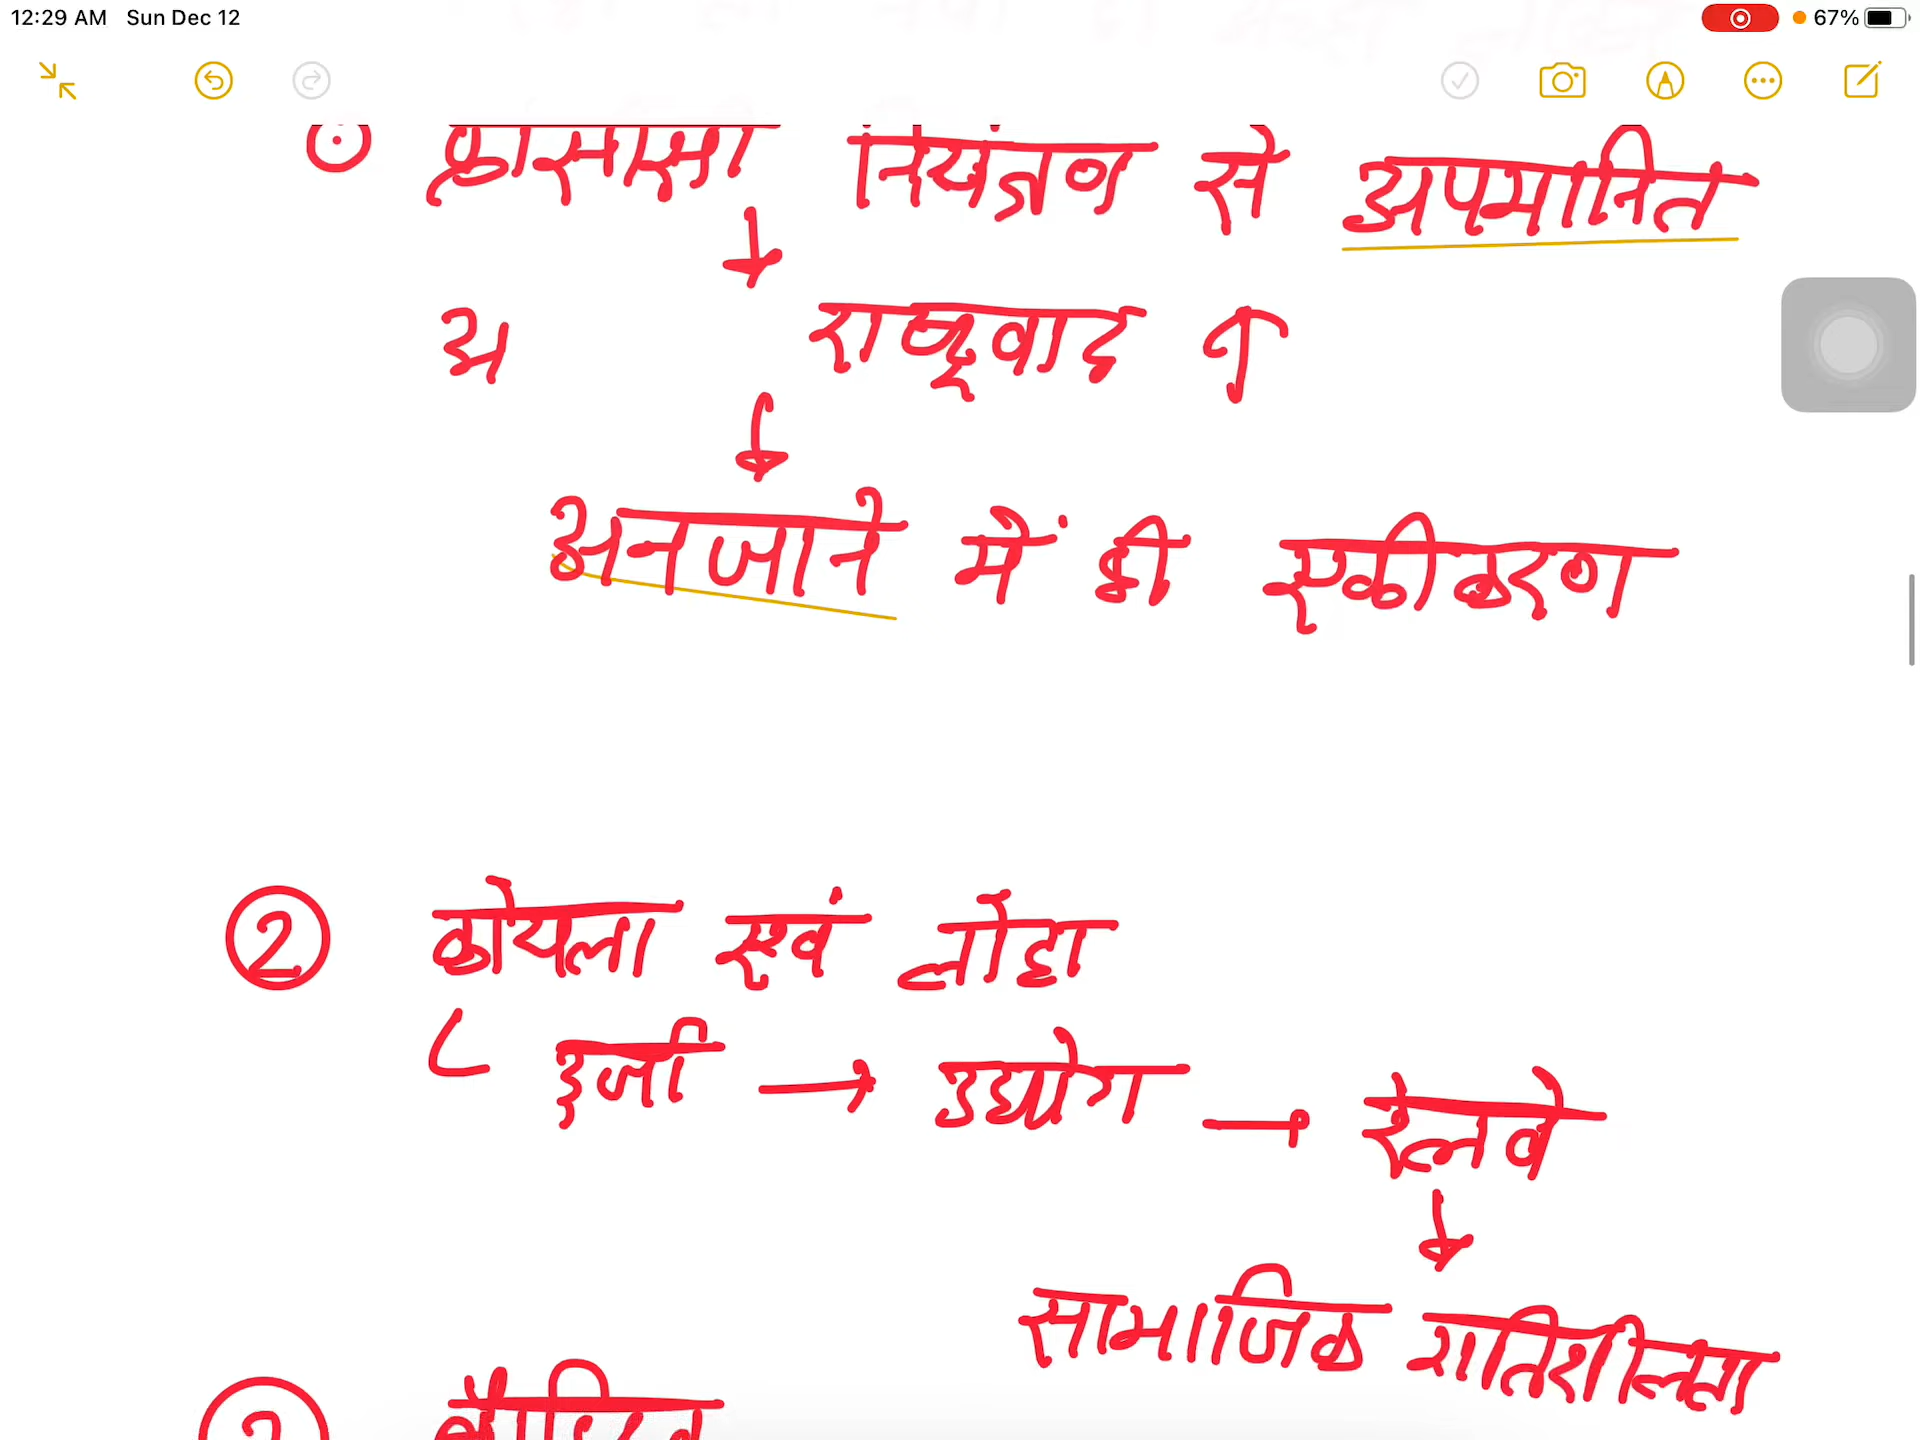 12:29 AM Sun Dec 12 67%
नियंत्रण से अपमानित
अ राष्ट्रवाद ↑
अनजाने में ही एकीकरण
② कोयला एवं लोहा
ऊर्जा → उद्योग → रेलवे
सामाजिक गतिशीलता